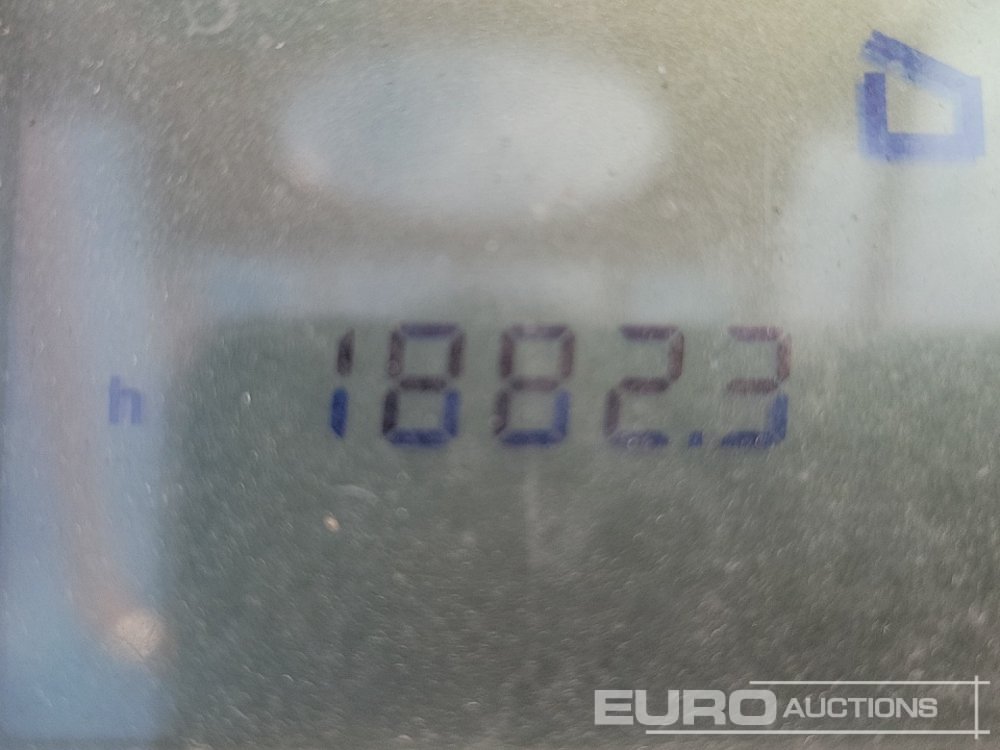 h 1882.3
EURO AUCTIONS